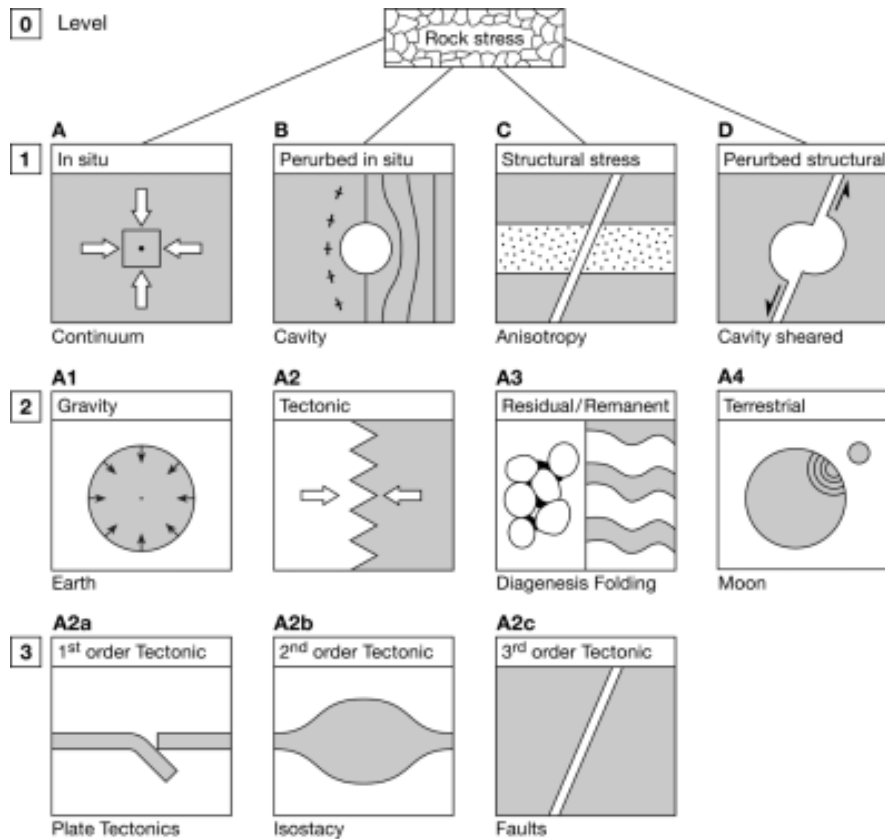 0 Level
Rock stress
A B C D
1 In situ Perurbed in situ Structural stress Perurbed structural
Continuum Cavity Anisotropy Cavity sheared
A1 A2 A3 A4
2 Gravity Tectonic Residual/Remanent Terrestrial
Earth Diagenesis Folding Moon
A2a A2b A2c
3 1st order Tectonic 2nd order Tectonic 3rd order Tectonic
Plate Tectonics Isostacy Faults